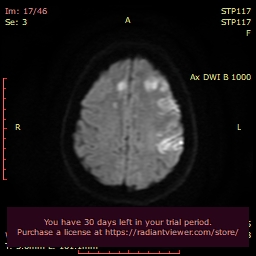 Im: 17/46
Se: 3
A
STP117
STP117
F
Ax DWI B 1000
R
L
You have 30 days left in your trial period.
Purchase a license at https://radiantviewer.com/store/